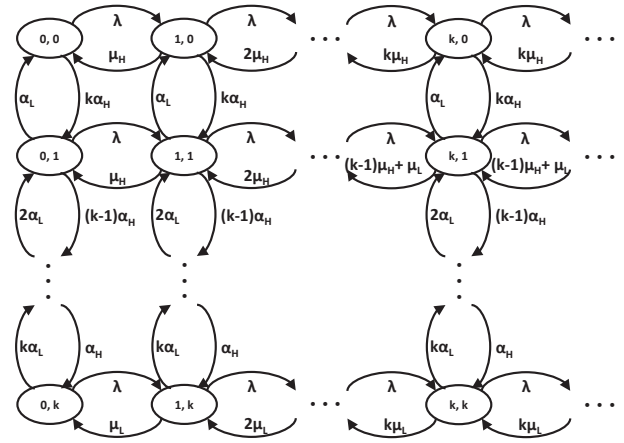 λ λ λ λ
0, 0 1, 0 · · · k, 0 · · ·
μH 2μH kμH kμH
αL kαH αL kαH αL kαH
λ λ λ λ
0, 1 1, 1 · · · k, 1 · · ·
μH 2μH (k-1)μH+ μL (k-1)μH+ μL
2αL (k-1)αH 2αL (k-1)αH 2αL (k-1)αH
kαL αH kαL αH kαL αH
λ λ λ λ
0, k 1, k · · · k, k · · ·
μL 2μL kμL kμL